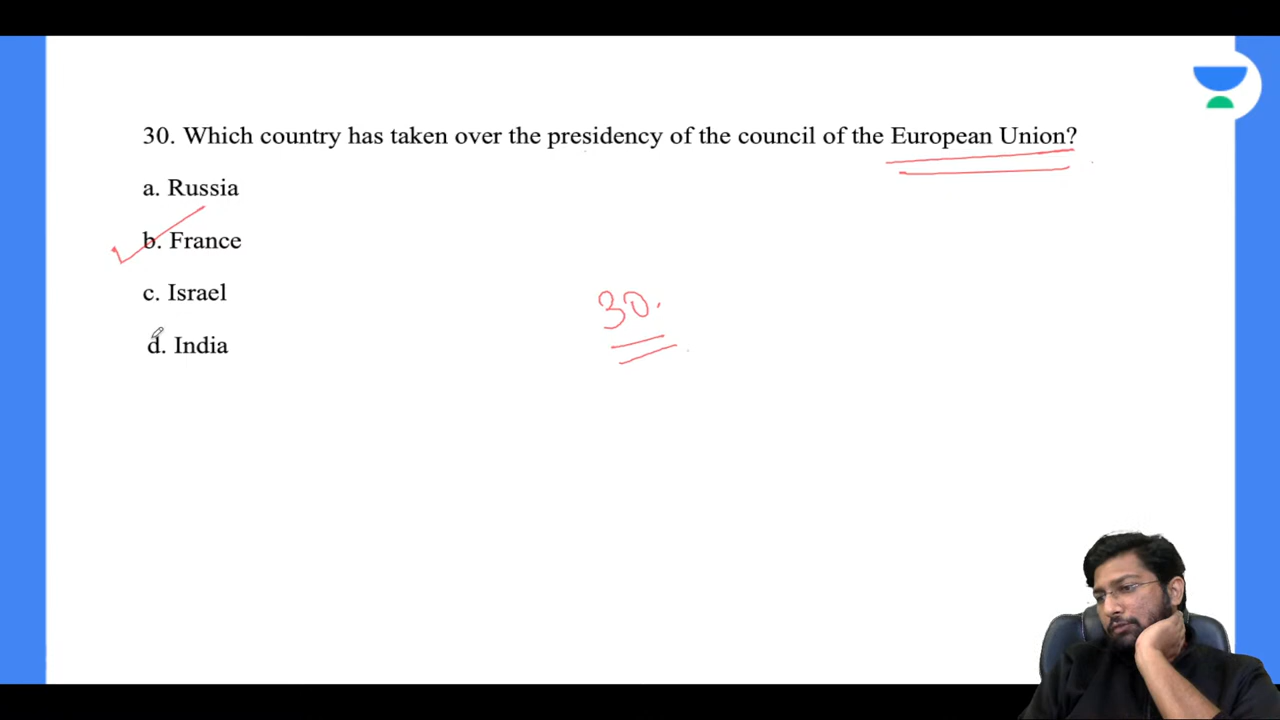 30. Which country has taken over the presidency of the council of the European Union?
a. Russia
b. France
c. Israel
30.
d. India